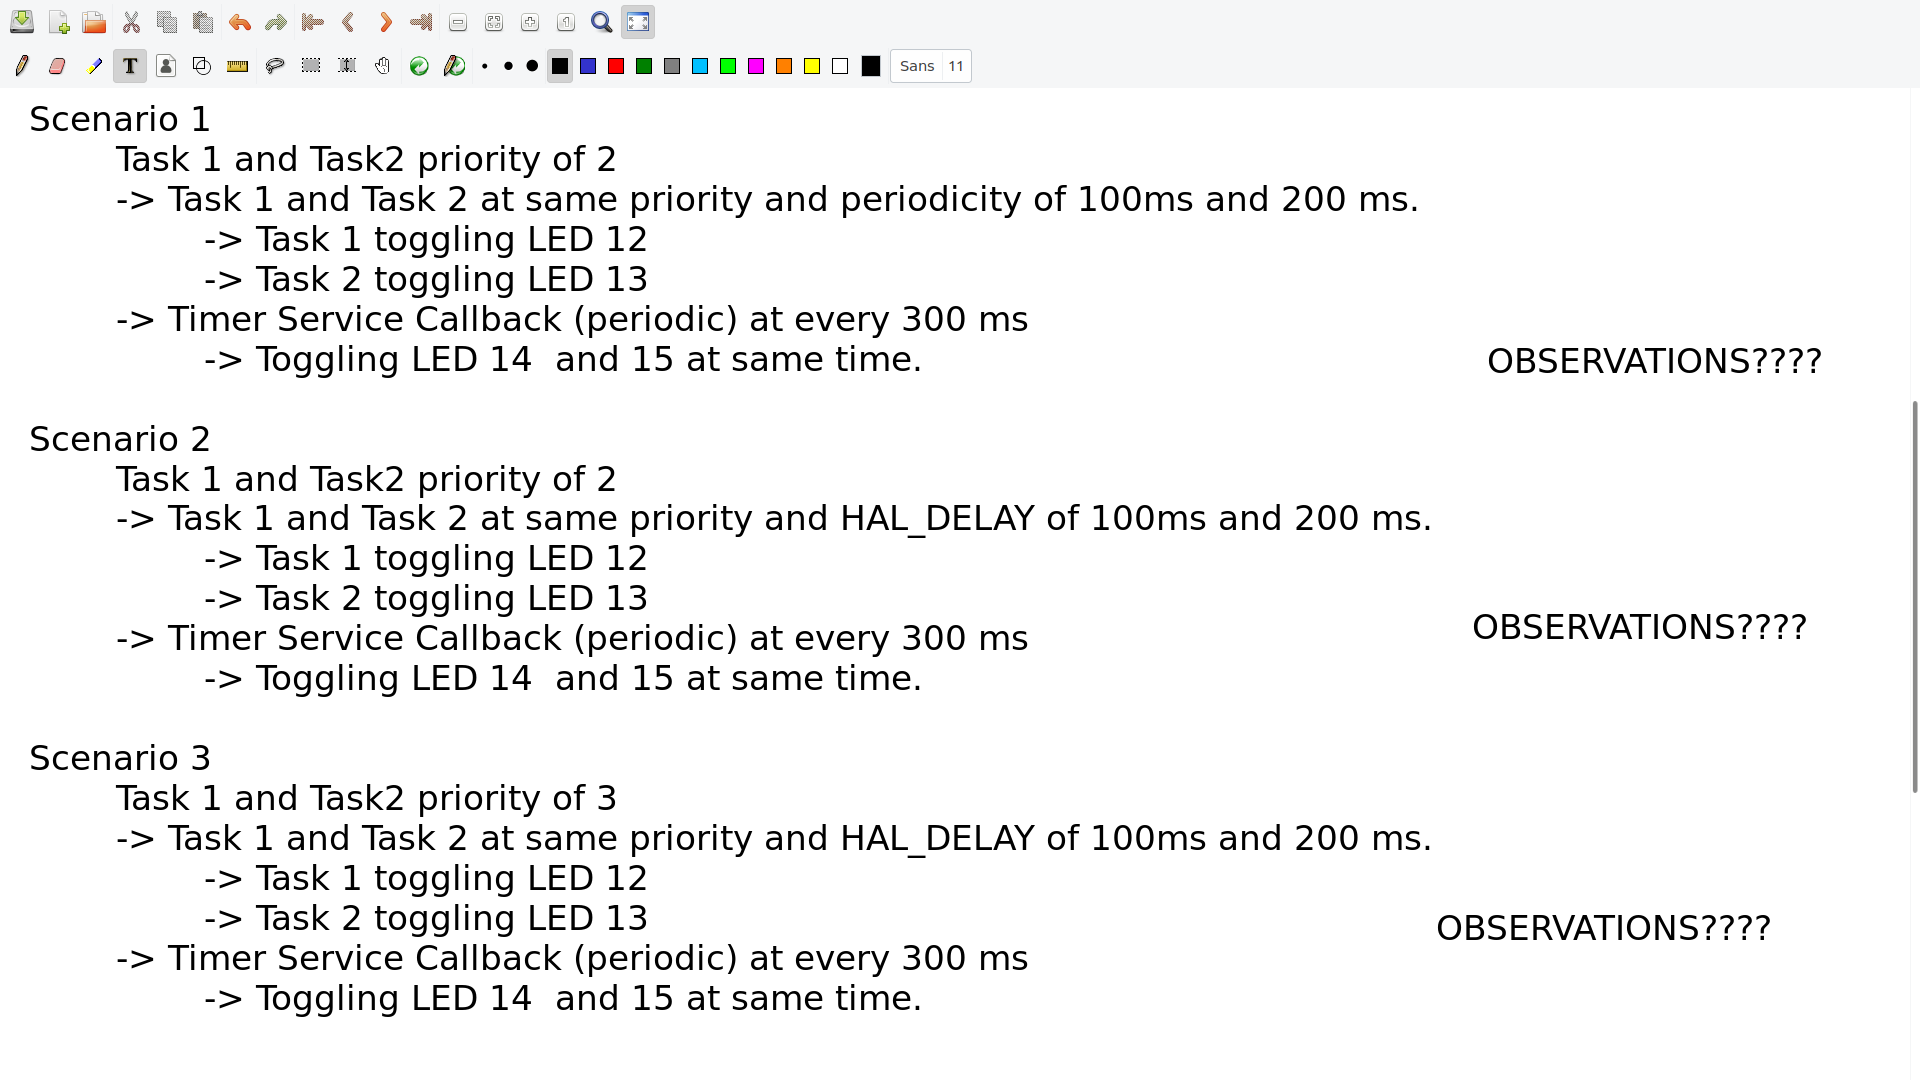 Sans 11
Scenario 1
Task 1 and Task2 priority of 2
-> Task 1 and Task 2 at same priority and periodicity of 100ms and 200 ms.
-> Task 1 toggling LED 12
-> Task 2 toggling LED 13
-> Timer Service Callback (periodic) at every 300 ms
-> Toggling LED 14  and 15 at same time.
OBSERVATIONS????
Scenario 2
Task 1 and Task2 priority of 2
-> Task 1 and Task 2 at same priority and HAL_DELAY of 100ms and 200 ms.
-> Task 1 toggling LED 12
-> Task 2 toggling LED 13
OBSERVATIONS????
-> Timer Service Callback (periodic) at every 300 ms
-> Toggling LED 14  and 15 at same time.
Scenario 3
Task 1 and Task2 priority of 3
-> Task 1 and Task 2 at same priority and HAL_DELAY of 100ms and 200 ms.
-> Task 1 toggling LED 12
-> Task 2 toggling LED 13
OBSERVATIONS????
-> Timer Service Callback (periodic) at every 300 ms
-> Toggling LED 14  and 15 at same time.